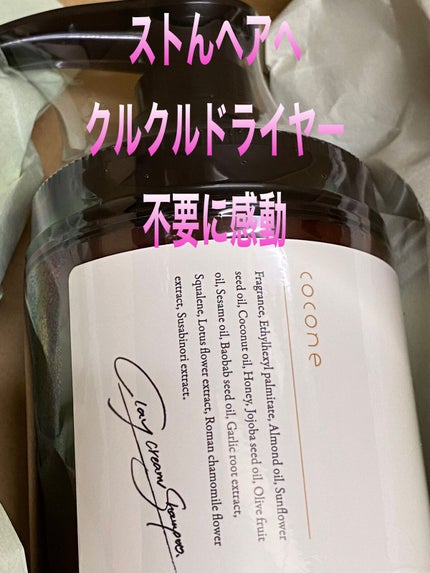 ストんヘアへ
クルクルドライヤー
不要に感動
cocone
Fragrance, Ethylhexyl palmitate, Almond oil, Sunflower
seed oil, Coconut oil, Honey, Jojoba seed oil, Olive fruit
oil, Sesame oil, Baobab seed oil, Garlic root extract,
Squalene, Lotus flower extract, Roman chamomile flower
extract, Susabinori extract.
Clay cream Shampoo